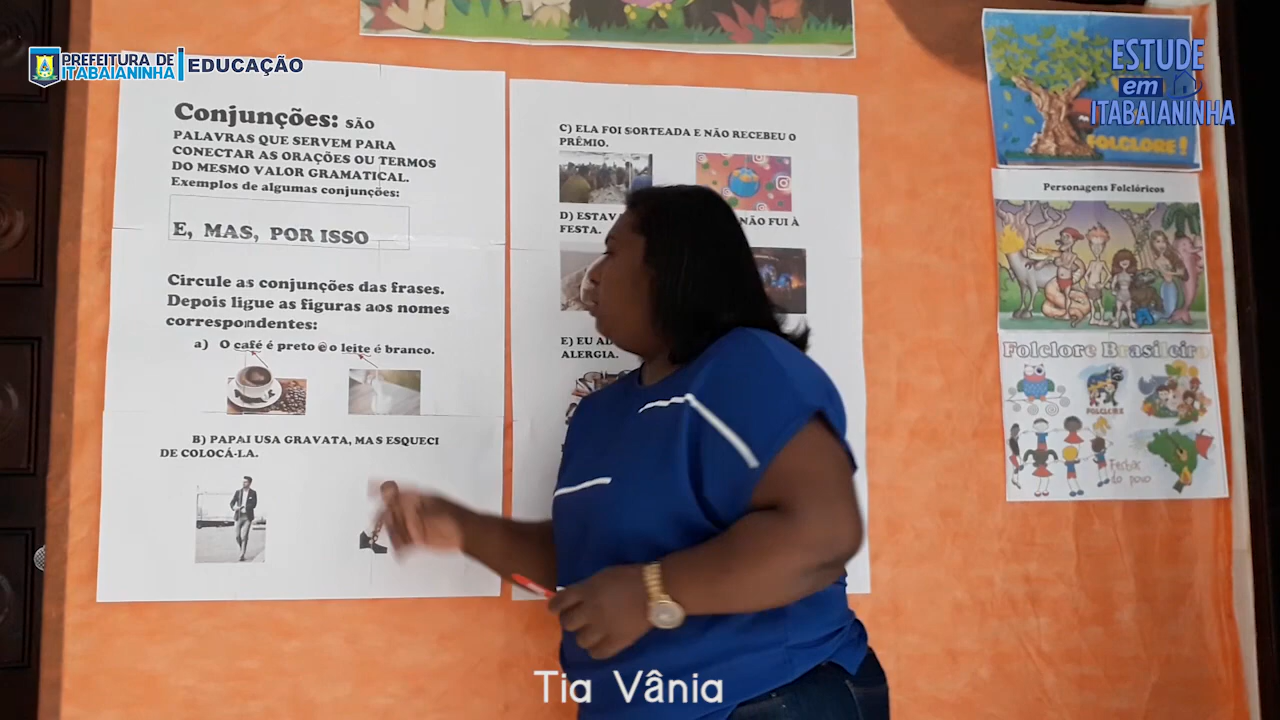 PREFEITURA DE
ITABAIANINHA
EDUCAÇÃO
ESTUDE
em
ITABAIANINHA
Conjunções: SÃO
PALAVRAS QUE SERVEM PARA
CONECTAR AS ORAÇÕES OU TERMOS
DO MESMO VALOR GRAMATICAL.
Exemplos de algumas conjunções:
E, MAS, POR ISSO
Circule as conjunções das frases.
Depois ligue as figuras aos nomes
correspondentes:
a) O café é preto e o leite é branco.
B) PAPAI USA GRAVATA, MAS ESQUECI
DE COLOCÁ-LA.
C) ELA FOI SORTEADA E NÃO RECEBEU O
PRÊMIO.
D) NÃO FUI À
FESTA.
E) EU
ALERGIA.
FOLCLORE!
Personagens Folclóricos
Folclore Brasileiro
FOLCLORE
do povo
Tia Vânia